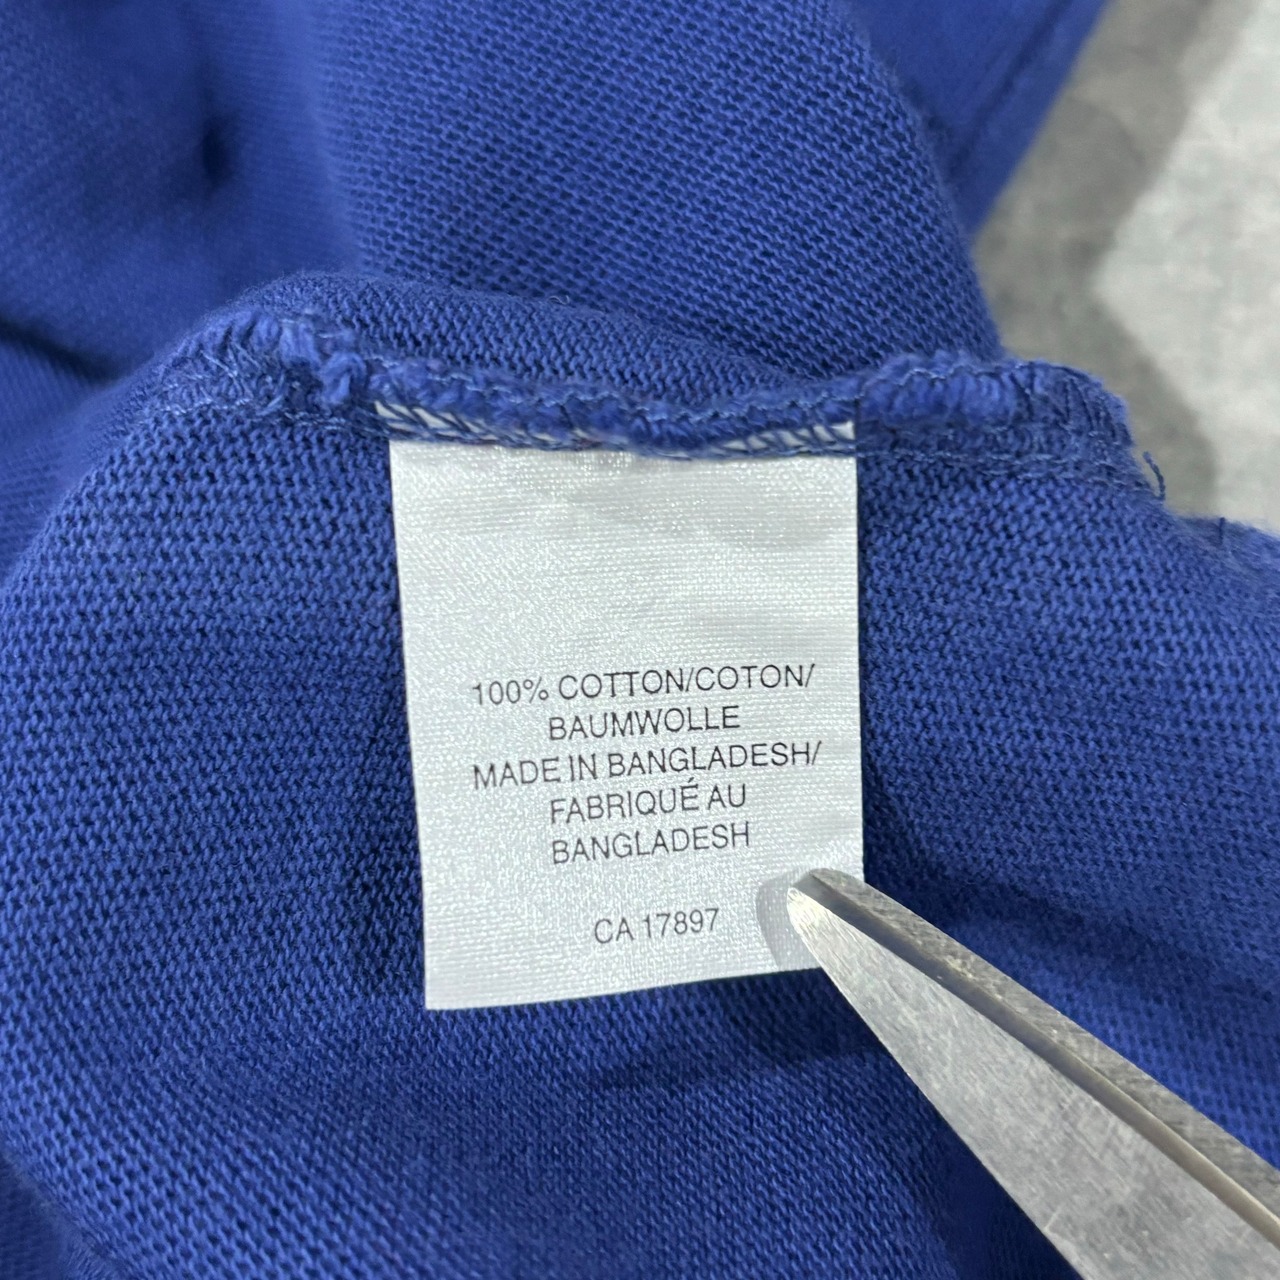 100% COTTON/COTON/
BAUMWOLLE
MADE IN BANGLADESH/
FABRIQUÉ AU
BANGLADESH
CA 17897